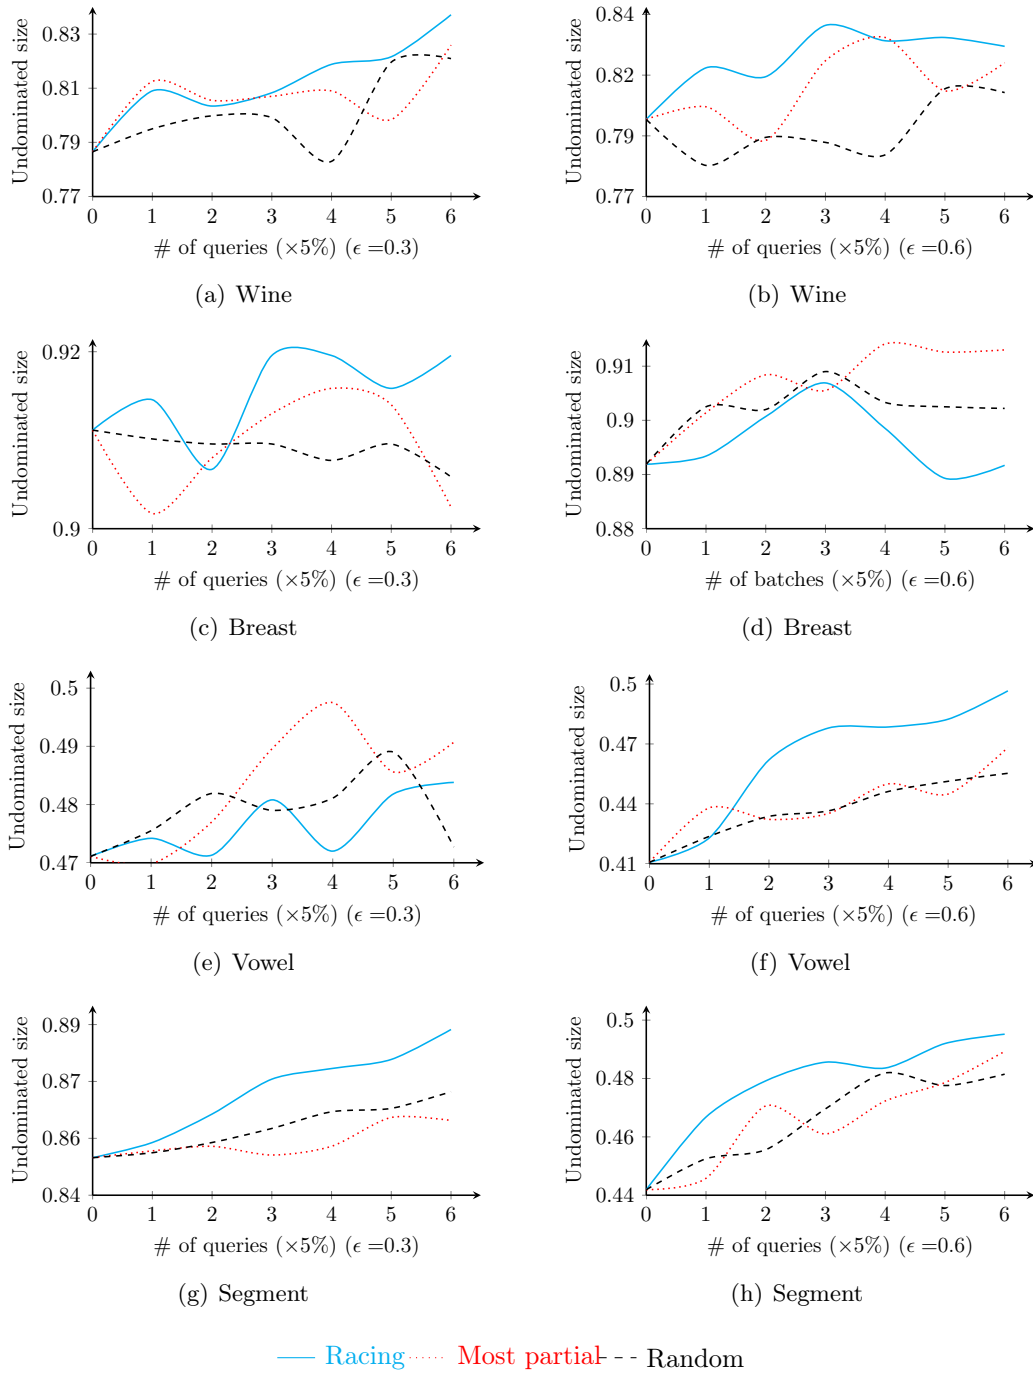 Undominated size
0.83
0.81
0.79
0.77
0 1 2 3 4 5 6
# of queries (×5%) (ϵ =0.3)
(a) Wine
Undominated size
0.84
0.82
0.79
0.77
0 1 2 3 4 5 6
# of queries (×5%) (ϵ =0.6)
(b) Wine
Undominated size
0.92
0.9
0 1 2 3 4 5 6
# of queries (×5%) (ϵ =0.3)
(c) Breast
Undominated size
0.91
0.9
0.89
0.88
0 1 2 3 4 5 6
# of batches (×5%) (ϵ =0.6)
(d) Breast
Undominated size
0.5
0.49
0.48
0.47
0 1 2 3 4 5 6
# of queries (×5%) (ϵ =0.3)
(e) Vowel
Undominated size
0.5
0.47
0.44
0.41
0 1 2 3 4 5 6
# of queries (×5%) (ϵ =0.6)
(f) Vowel
Undominated size
0.89
0.87
0.86
0.84
0 1 2 3 4 5 6
# of queries (×5%) (ϵ =0.3)
(g) Segment
Undominated size
0.5
0.48
0.46
0.44
0 1 2 3 4 5 6
# of queries (×5%) (ϵ =0.6)
(h) Segment
Racing Most partial Random